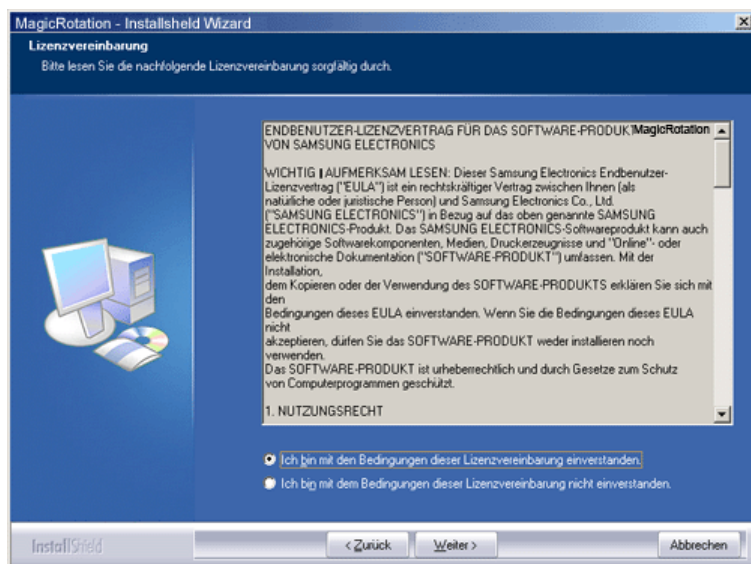 MagicRotation - Installsheld Wizard
Lizenzvereinbarung
Bitte lesen Sie die nachfolgende Lizenzvereinbarung sorgfältig durch.
ENDBENUTZER-LIZENZVERTRAG FÜR DAS SOFTWARE-PRODUKT MagicRotation
VON SAMSUNG ELECTRONICS
WICHTIG | AUFMERKSAM LESEN: Dieser Samsung Electronics Endbenutzer-
Lizenzvertrag ("EULA") ist ein rechtskräftiger Vertrag zwischen Ihnen (als
natürliche oder juristische Person) und Samsung Electronics Co., Ltd.
("SAMSUNG ELECTRONICS") in Bezug auf das oben genannte SAMSUNG
ELECTRONICS-Produkt. Das SAMSUNG ELECTRONICS-Softwareprodukt kann auch
zugehörige Softwarekomponenten, Medien, Druckerzeugnisse und "Online"- oder
elektronische Dokumentation ("SOFTWARE-PRODUKT") umfassen. Mit der
Installation,
dem Kopieren oder der Verwendung des SOFTWARE-PRODUKTS erklären Sie sich mit
den
Bedingungen dieses EULA einverstanden. Wenn Sie die Bedingungen dieses EULA
nicht
akzeptieren, dürfen Sie das SOFTWARE-PRODUKT weder installieren noch
verwenden.
Das SOFTWARE-PRODUKT ist urheberrechtlich und durch Gesetze zum Schutz
von Computerprogrammen geschützt.
1. NUTZUNGSRECHT
Ich bin mit den Bedingungen dieser Lizenzvereinbarung einverstanden.
Ich bin mit dem Bedingungen dieser Lizenzvereinbarung nicht einverstanden.
InstallShield
< Zurück
Weiter >
Abbrechen